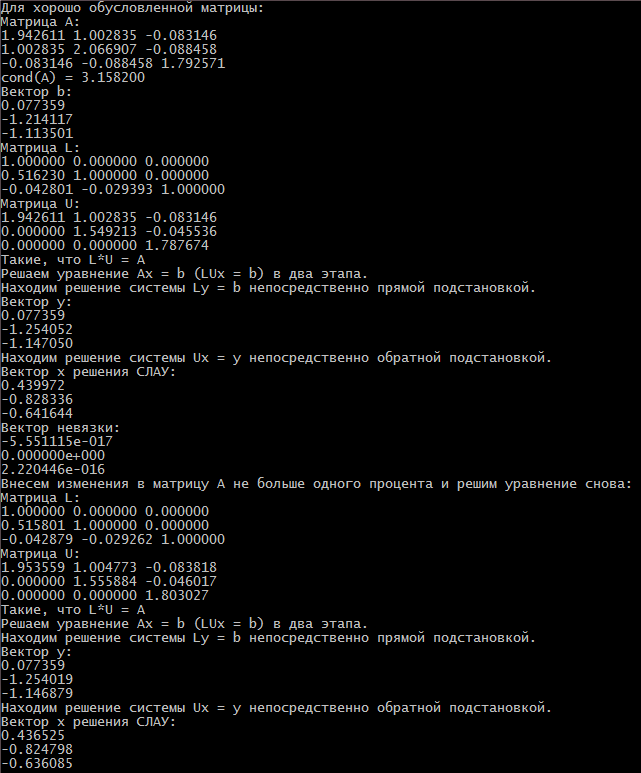 Для хорошо обусловленной матрицы:
Матрица A:
1.942611 1.002835 -0.083146
1.002835 2.066907 -0.088458
-0.083146 -0.088458 1.792571
cond(A) = 3.158200
Вектор b:
0.077359
-1.214117
-1.113501
Матрица L:
1.000000 0.000000 0.000000
0.516230 1.000000 0.000000
-0.042801 -0.029393 1.000000
Матрица U:
1.942611 1.002835 -0.083146
0.000000 1.549213 -0.045536
0.000000 0.000000 1.787674
Такие, что L*U = A
Решаем уравнение Ax = b (LUx = b) в два этапа.
Находим решение системы Ly = b непосредственно прямой подстановкой.
Вектор y:
0.077359
-1.254052
-1.147050
Находим решение системы Ux = y непосредственно обратной подстановкой.
Вектор x решения СЛАУ:
0.439972
-0.828336
-0.641644
Вектор невязки:
-5.551115e-017
0.000000e+000
2.220446e-016
Внесем изменения в матрицу A не больше одного процента и решим уравнение снова:
Матрица L:
1.000000 0.000000 0.000000
0.515801 1.000000 0.000000
-0.042879 -0.029262 1.000000
Матрица U:
1.953559 1.004773 -0.083818
0.000000 1.555884 -0.046017
0.000000 0.000000 1.803027
Такие, что L*U = A
Решаем уравнение Ax = b (LUx = b) в два этапа.
Находим решение системы Ly = b непосредственно прямой подстановкой.
Вектор y:
0.077359
-1.254019
-1.146879
Находим решение системы Ux = y непосредственно обратной подстановкой.
Вектор x решения СЛАУ:
0.436525
-0.824798
-0.636085